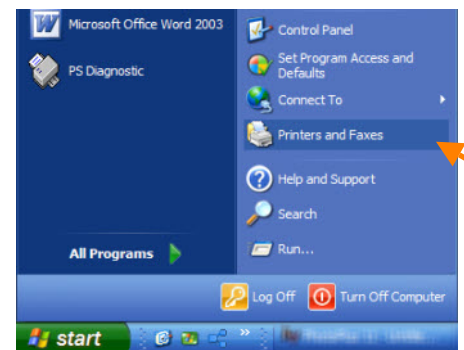 Microsoft Office Word 2003
PS Diagnostic
All Programs
Control Panel
Set Program Access and
Defaults
Connect To
Printers and Faxes
Help and Support
Search
Run...
Log Off
Turn Off Computer
start